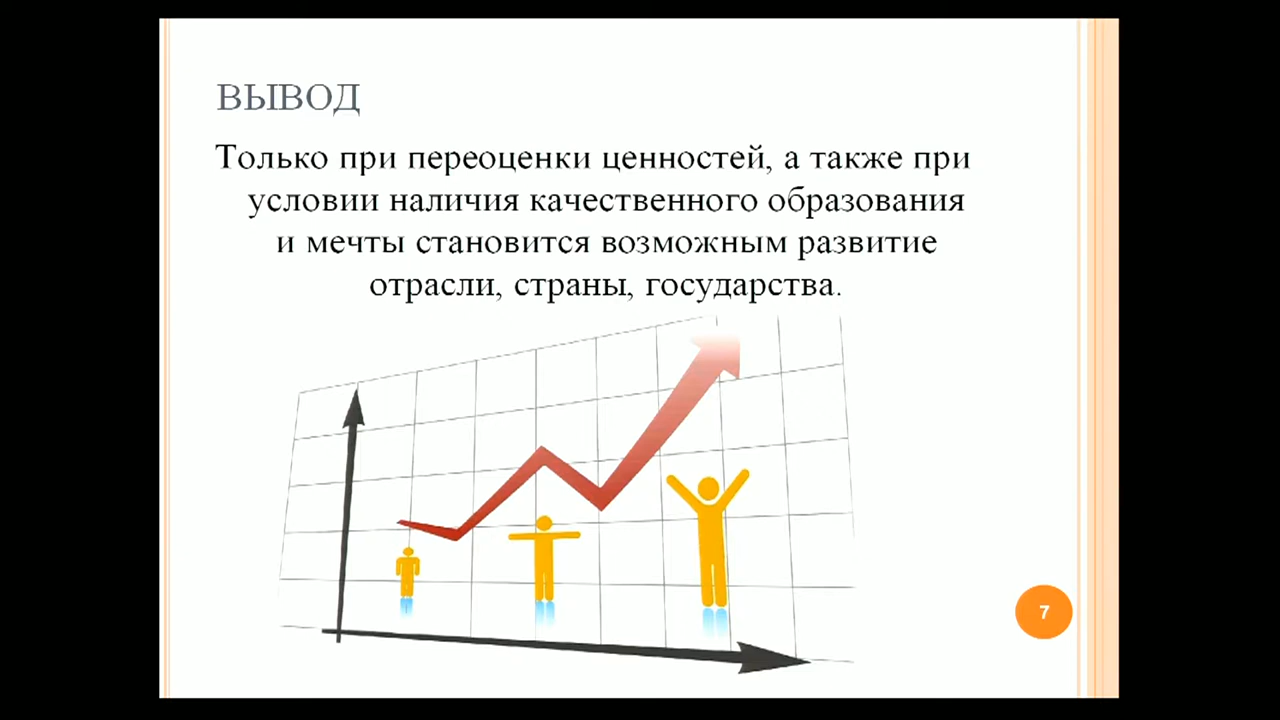 ВЫВОД
Только при переоценки ценностей, а также при
условии наличия качественного образования
и мечты становится возможным развитие
отрасли, страны, государства.
7